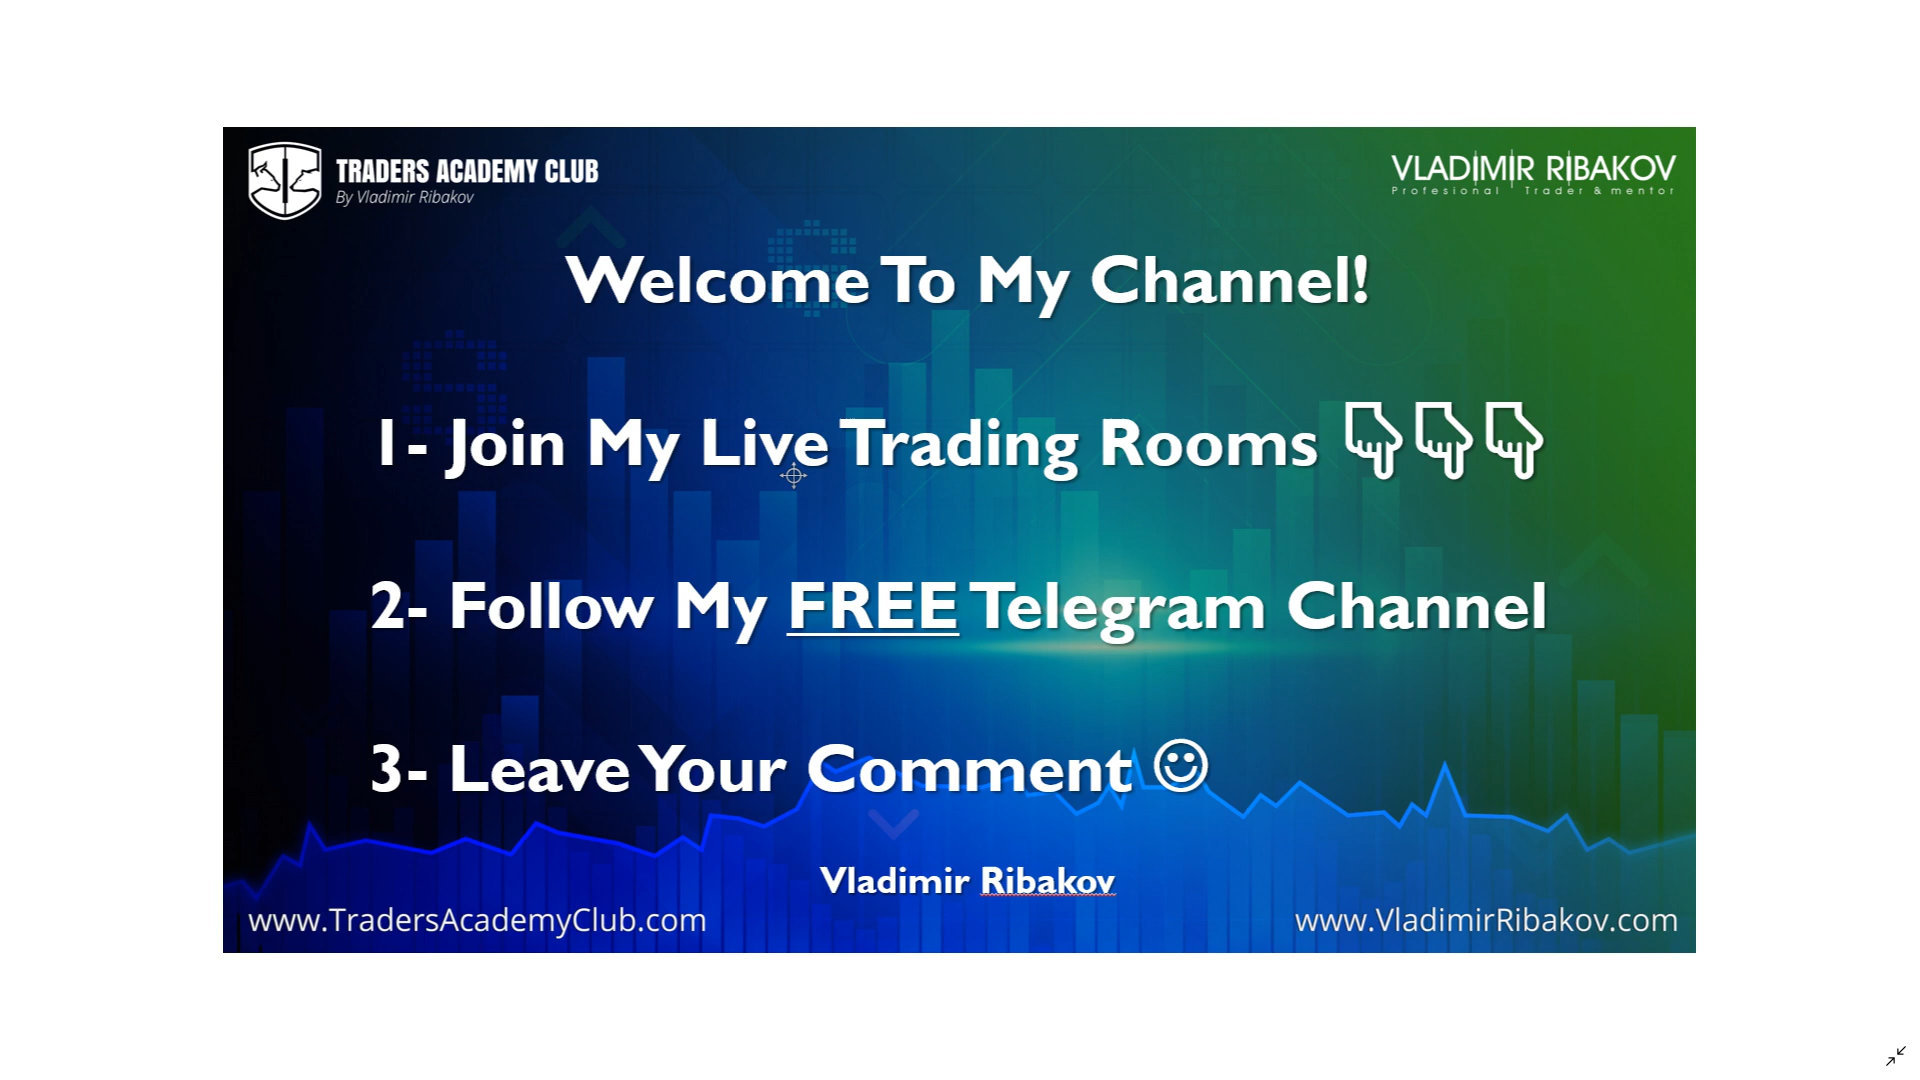 TRADERS ACADEMY CLUB
By Vladimir Ribakov
VLADIMIR RIBAKOV
Profesional Trader & mentor
Welcome To My Channel!
1- Join My Live Trading Rooms 👇👇👇
2- Follow My FREE Telegram Channel
3- Leave Your Comment ☺
Vladimir Ribakov
www.TradersAcademyClub.com
www.VladimirRibakov.com